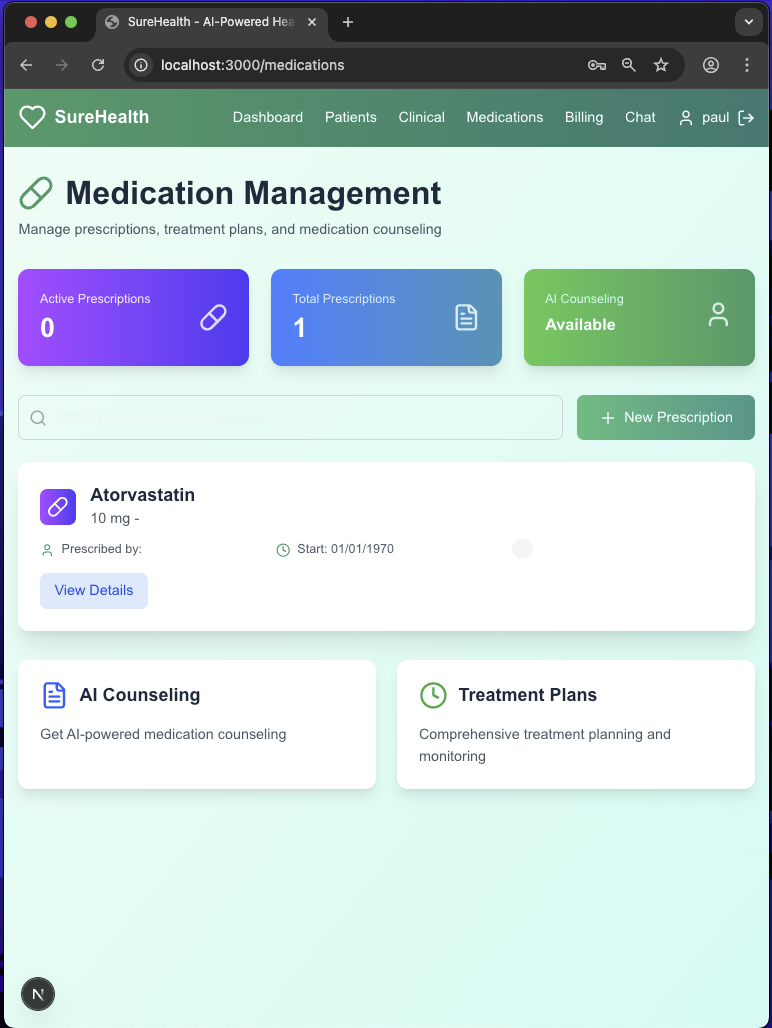 SureHealth - AI-Powered Hea
localhost:3000/medications
SureHealth
Dashboard Patients Clinical Medications Billing Chat paul
Medication Management
Manage prescriptions, treatment plans, and medication counseling
Active Prescriptions
0
Total Prescriptions
1
AI Counseling
Available
New Prescription
Atorvastatin
10 mg -
Prescribed by:
Start: 01/01/1970
View Details
AI Counseling
Get AI-powered medication counseling
Treatment Plans
Comprehensive treatment planning and
monitoring
N